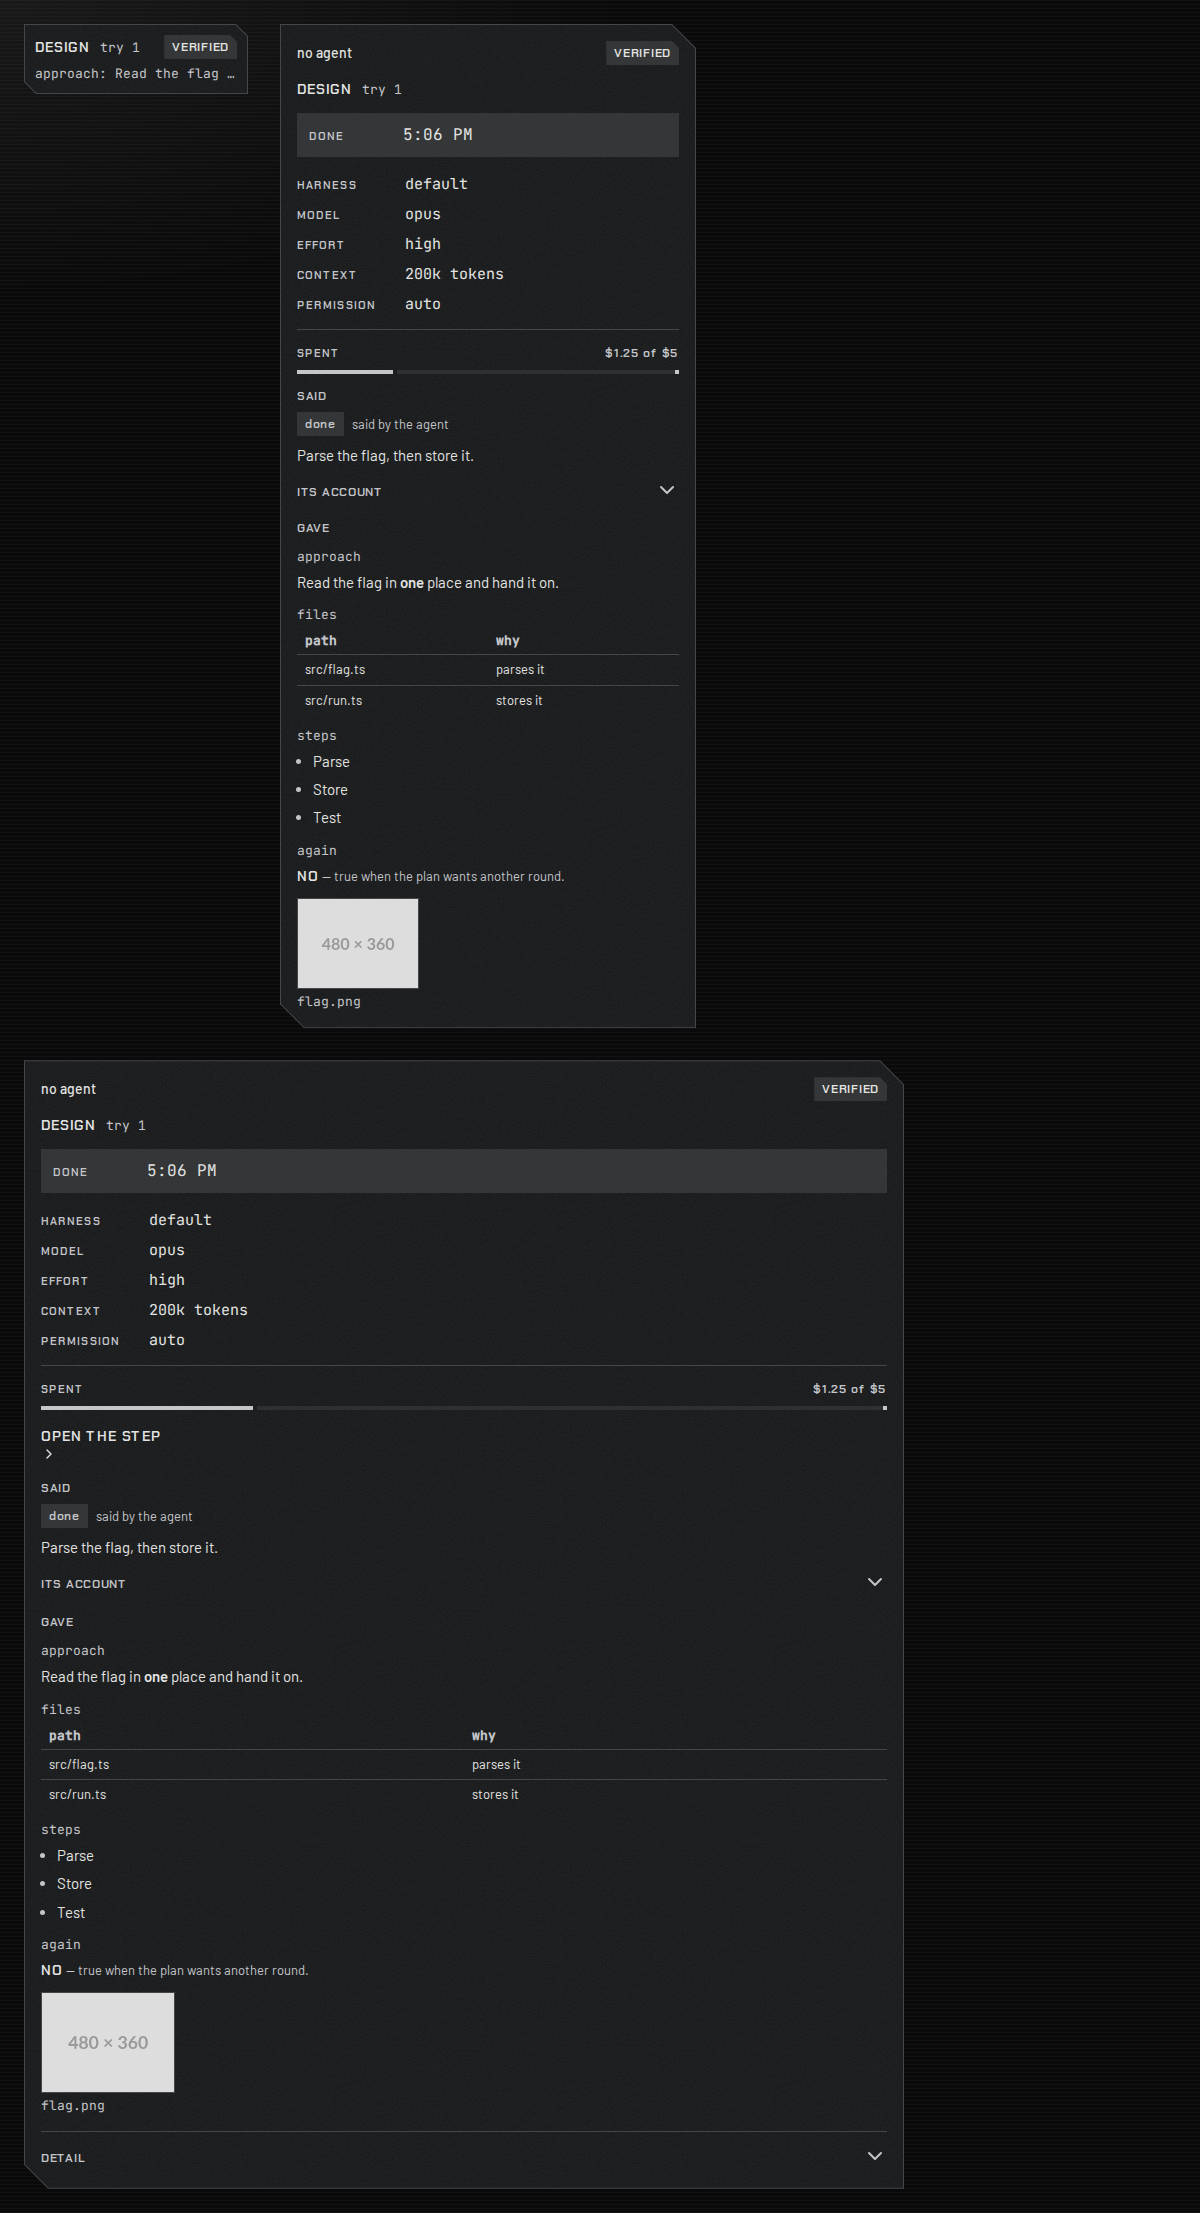 DESIGN try 1 VERIFIED
approach: Read the flag …
no agent VERIFIED
DESIGN try 1
DONE 5:06 PM
HARNESS default
MODEL opus
EFFORT high
CONTEXT 200k tokens
PERMISSION auto
SPENT $1.25 of $5
SAID
done said by the agent
Parse the flag, then store it.
ITS ACCOUNT
GAVE
approach
Read the flag in one place and hand it on.
files
path why
src/flag.ts parses it
src/run.ts stores it
steps
• Parse
• Store
• Test
again
NO – true when the plan wants another round.
480 × 360
flag.png
no agent VERIFIED
DESIGN try 1
DONE 5:06 PM
HARNESS default
MODEL opus
EFFORT high
CONTEXT 200k tokens
PERMISSION auto
SPENT $1.25 of $5
OPEN THE STEP
SAID
done said by the agent
Parse the flag, then store it.
ITS ACCOUNT
GAVE
approach
Read the flag in one place and hand it on.
files
path why
src/flag.ts parses it
src/run.ts stores it
steps
• Parse
• Store
• Test
again
NO – true when the plan wants another round.
480 × 360
flag.png
DETAIL